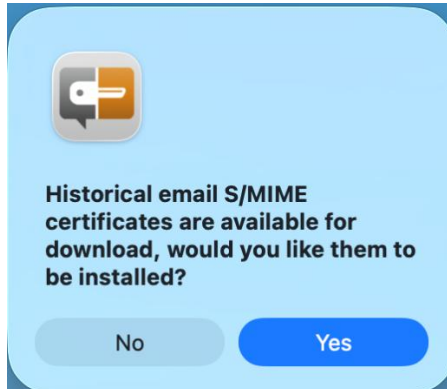 Historical email S/MIME
certificates are available for
download, would you like them to
be installed?
No
Yes